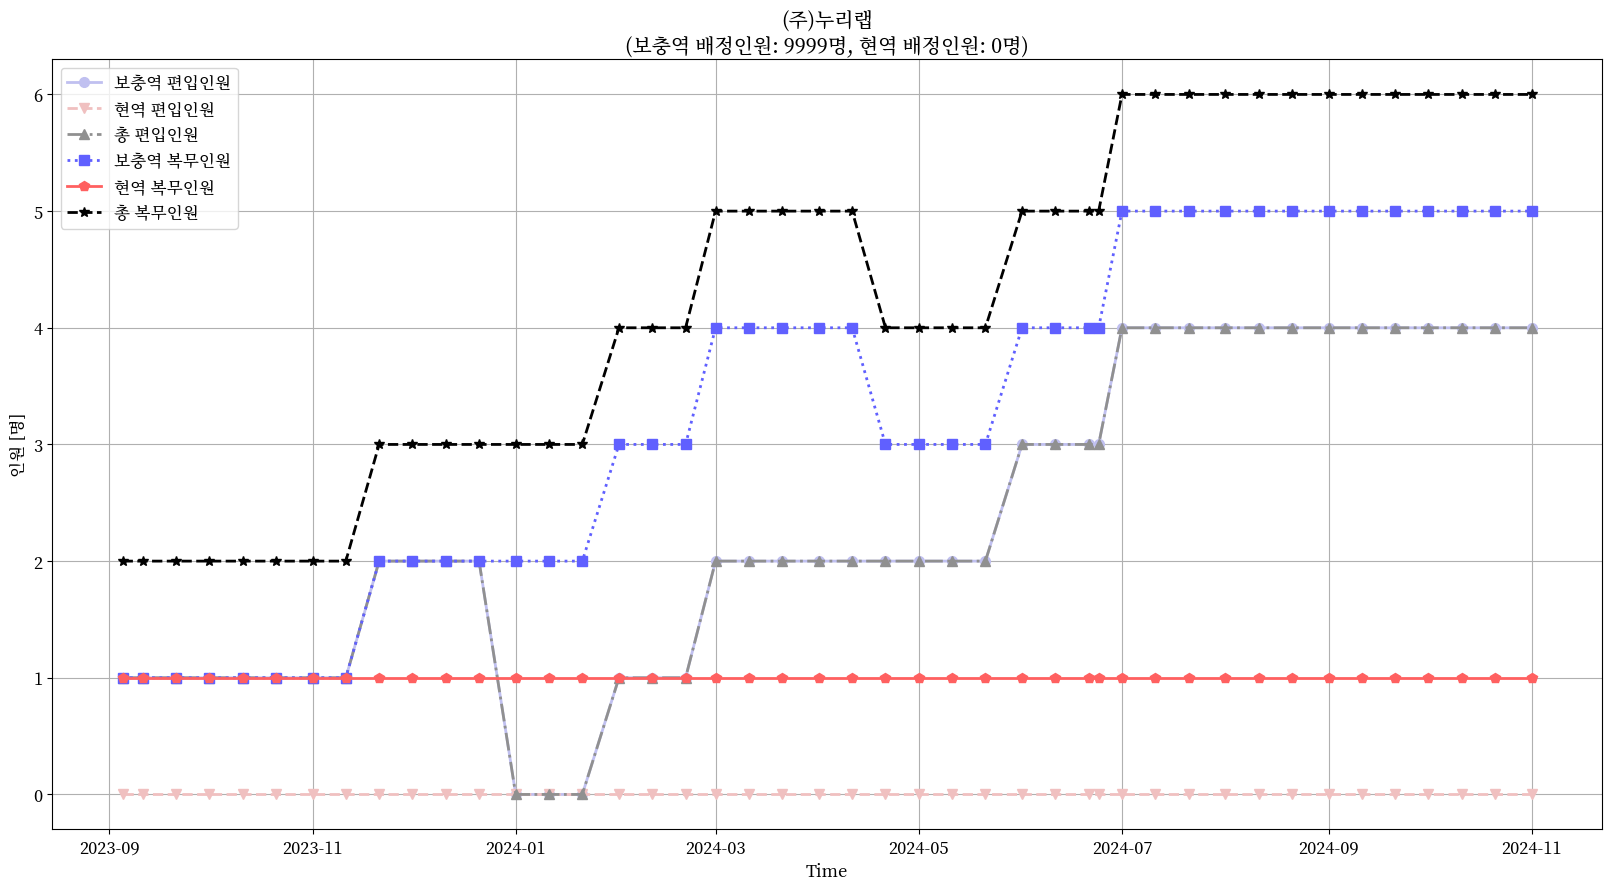 (주)누리랩
(보충역 배정인원: 9999명, 현역 배정인원: 0명)
보충역 편입인원
현역 편입인원
총 편입인원
보충역 복무인원
현역 복무인원
총 복무인원
인원 [명]
6
5
4
3
2
1
0
2023-09 2023-11 2024-01 2024-03 2024-05 2024-07 2024-09 2024-11
Time